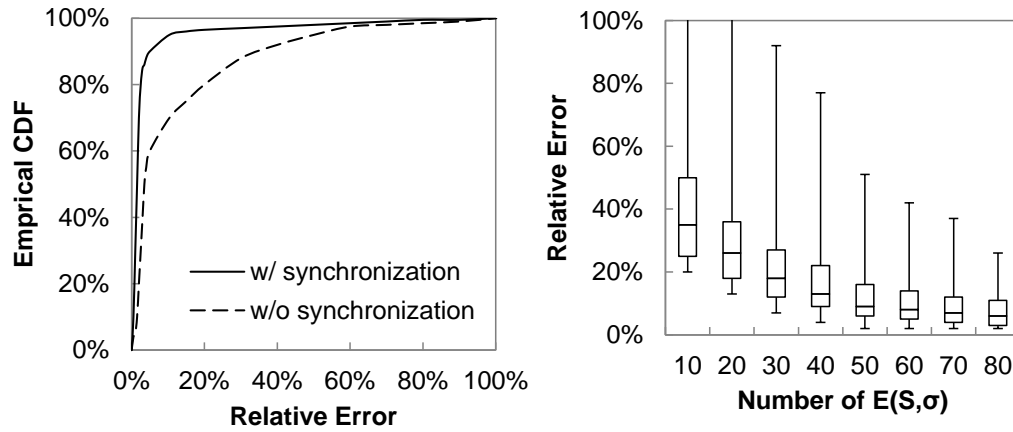 100%
80%
60%
40%
20%
0%
Emprical CDF
w/ synchronization
w/o synchronization
0% 20% 40% 60% 80% 100%
Relative Error
100%
80%
60%
40%
20%
0%
Relative Error
10 20 30 40 50 60 70 80
Number of E(S,σ)